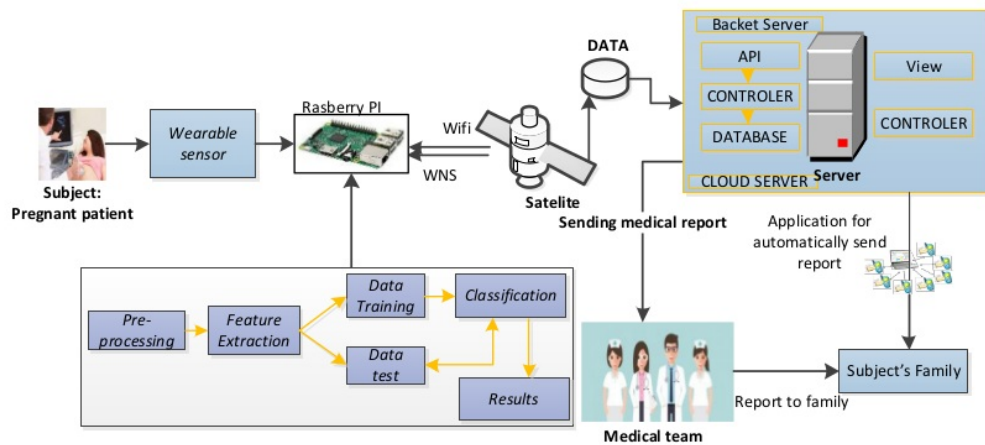 Backet Server
DATA
API
View
Rasberry PI
CONTROLER
Wifi
Wearable
sensor
CONTROLER
DATABASE
WNS
Server
CLOUD SERVER
Subject:
Pregnant patient
Satelite
Sending medical report
Application for
automatically send
report
Data
Training
Classification
Pre-
processing
Feature
Extraction
Data
test
Subject's Family
Results
Report to family
Medical team